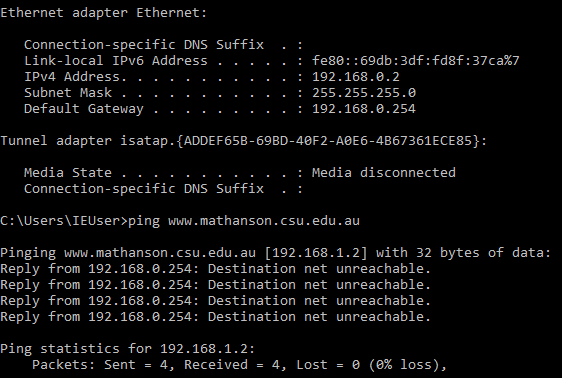 Ethernet adapter Ethernet:
Connection-specific DNS Suffix  . :
Link-local IPv6 Address . . . . . : fe80::69db:3df:fd8f:37ca%7
IPv4 Address. . . . . . . . . . . : 192.168.0.2
Subnet Mask . . . . . . . . . . . : 255.255.255.0
Default Gateway . . . . . . . . . : 192.168.0.254
Tunnel adapter isatap.{ADDEF65B-69BD-40F2-A0E6-4B67361ECE85}:
Media State . . . . . . . . . . . : Media disconnected
Connection-specific DNS Suffix  . :
C:\Users\IEUser>ping www.mathanson.csu.edu.au
Pinging www.mathanson.csu.edu.au [192.168.1.2] with 32 bytes of data:
Reply from 192.168.0.254: Destination net unreachable.
Reply from 192.168.0.254: Destination net unreachable.
Reply from 192.168.0.254: Destination net unreachable.
Reply from 192.168.0.254: Destination net unreachable.
Ping statistics for 192.168.1.2:
Packets: Sent = 4, Received = 4, Lost = 0 (0% loss),